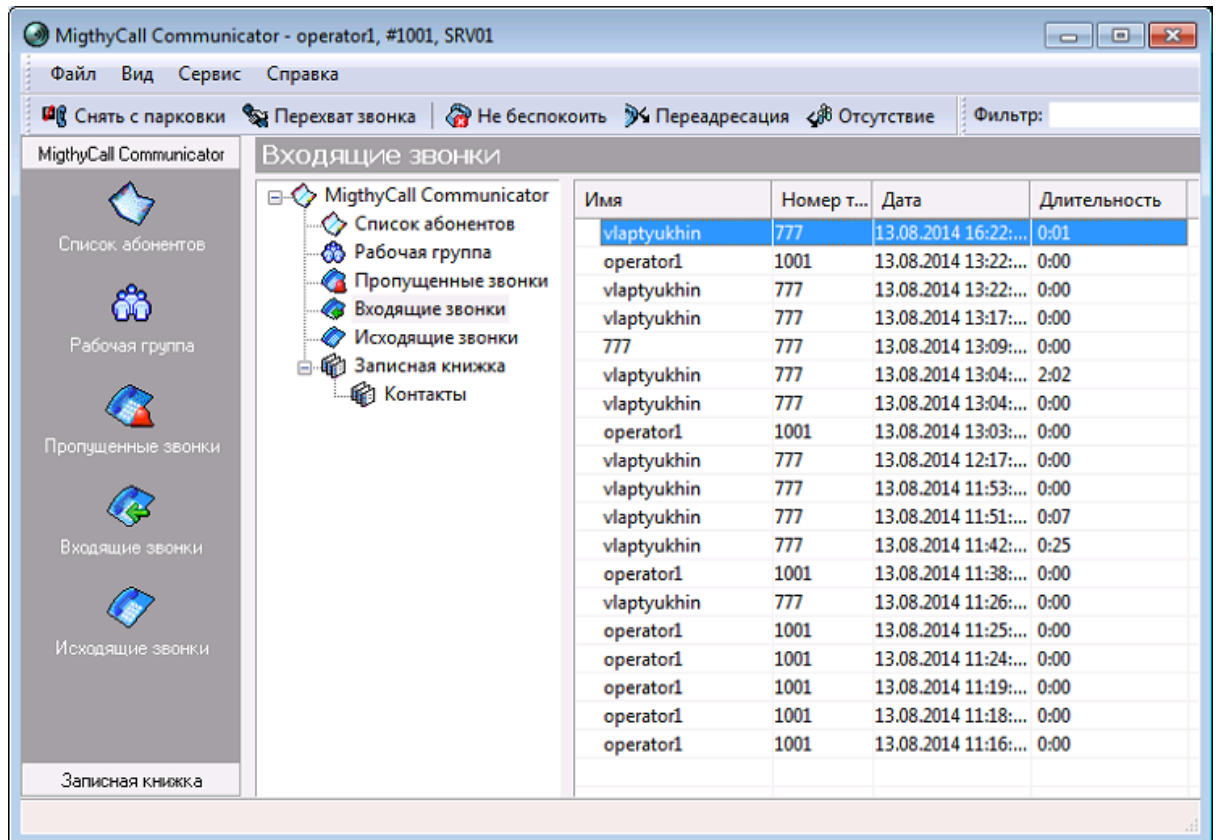 MigthyCall Communicator - operator1, #1001, SRV01
Файл Вид Сервис Справка
Снять с парковки Перехват звонка Не беспокоить Переадресация Отсутствие Фильтр:
MigthyCall Communicator
Список абонентов
Рабочая группа
Пропущенные звонки
Входящие звонки
Исходящие звонки
Записная книжка
Входящие звонки
MigthyCall Communicator
Список абонентов
Рабочая группа
Пропущенные звонки
Входящие звонки
Исходящие звонки
Записная книжка
Контакты
Имя Номер т... Дата Длительность
vlaptyukhin 777 13.08.2014 16:22:... 0:01
operator1 1001 13.08.2014 13:22:... 0:00
vlaptyukhin 777 13.08.2014 13:22:... 0:00
vlaptyukhin 777 13.08.2014 13:17:... 0:00
777 777 13.08.2014 13:09:... 0:00
vlaptyukhin 777 13.08.2014 13:04:... 2:02
vlaptyukhin 777 13.08.2014 13:04:... 0:00
operator1 1001 13.08.2014 13:03:... 0:00
vlaptyukhin 777 13.08.2014 12:17:... 0:00
vlaptyukhin 777 13.08.2014 11:53:... 0:00
vlaptyukhin 777 13.08.2014 11:51:... 0:07
vlaptyukhin 777 13.08.2014 11:42:... 0:25
operator1 1001 13.08.2014 11:38:... 0:00
vlaptyukhin 777 13.08.2014 11:26:... 0:00
operator1 1001 13.08.2014 11:25:... 0:00
operator1 1001 13.08.2014 11:24:... 0:00
operator1 1001 13.08.2014 11:19:... 0:00
operator1 1001 13.08.2014 11:18:... 0:00
operator1 1001 13.08.2014 11:16:... 0:00